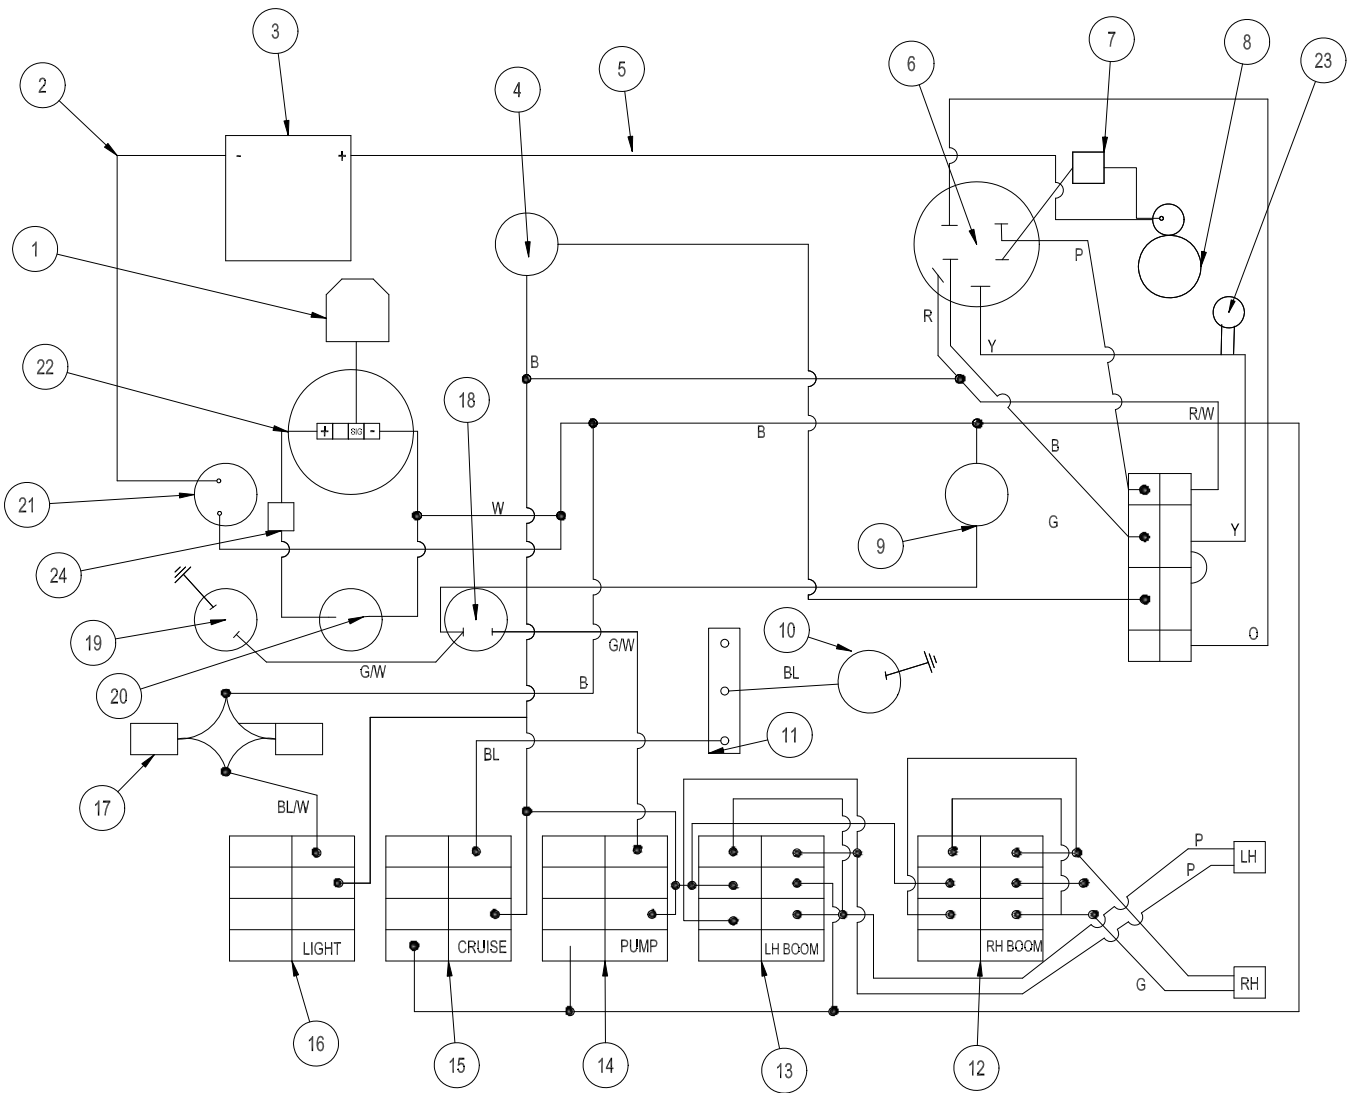 3
7
8
23
5
6
4
2
-
+
1
P
R
Y
B
22
18
R/W
B
+
SIG
-
B
21
W
G
Y
9
24
10
19
G/W
O
G/W
BL
20
B
11
BL
17
BL/W
P
LH
P
LIGHT
CRUISE
PUMP
LH BOOM
RH BOOM
G
RH
16
15
14
13
12